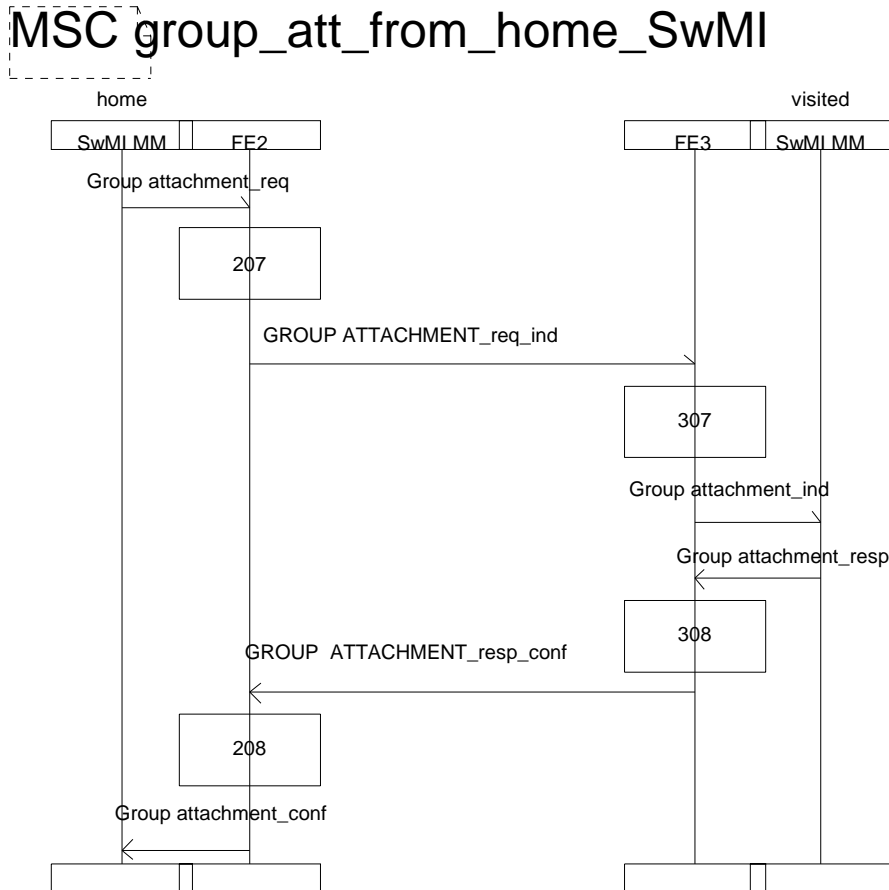 MSC group_att_from_home_SwMI
home visited
SwMI MM FE2 FE3 SwMI MM
Group attachment_req
207
GROUP ATTACHMENT_req_ind
307
Group attachment_ind
Group attachment_resp
308
GROUP ATTACHMENT_resp_conf
208
Group attachment_conf